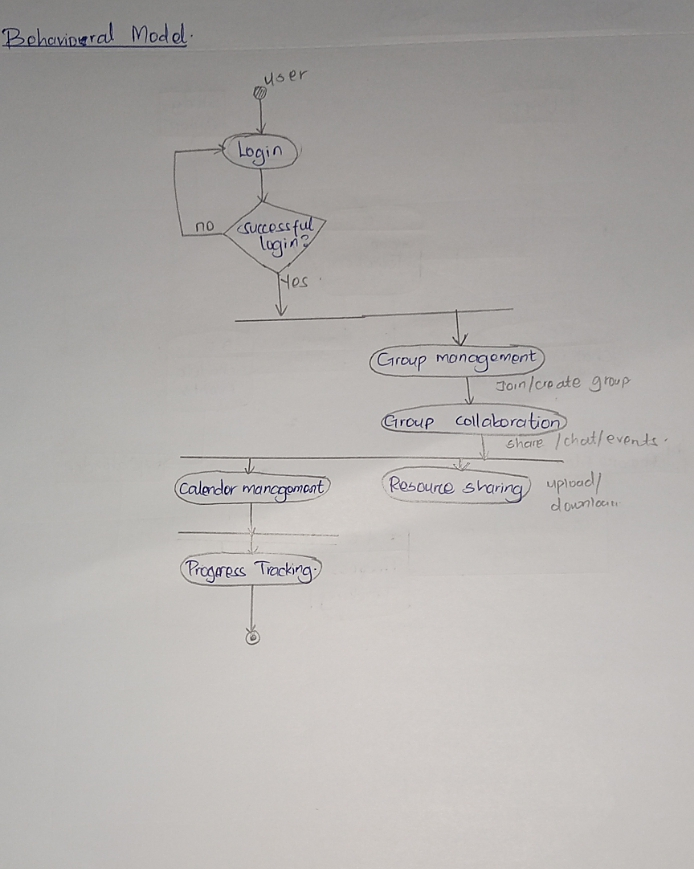 Behavioural Model.
user
Login
no
successful
login?
Yes
Group management
Join/create group
Group collaboration
share /chat/events.
Calendar management
Resource sharing
upload/
Progress Tracking.